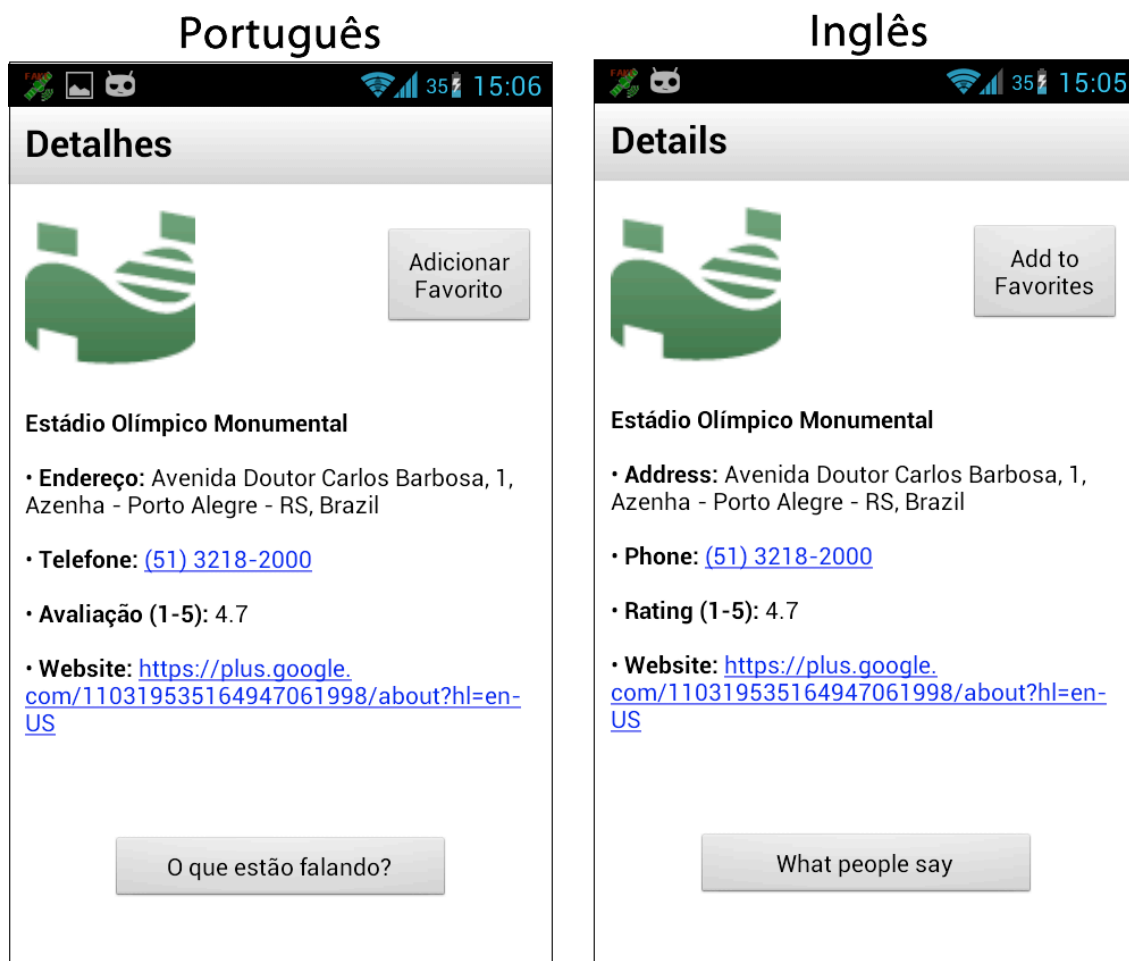 Português
FAKE 35 15:06
Detalhes
Adicionar
Favorito
Estádio Olímpico Monumental
• Endereço: Avenida Doutor Carlos Barbosa, 1,
Azenha - Porto Alegre - RS, Brazil
• Telefone: (51) 3218-2000
• Avaliação (1-5): 4.7
• Website: https://plus.google.
com/110319535164947061998/about?hl=en-
US
O que estão falando?
Inglês
FAKE 35 15:05
Details
Add to
Favorites
Estádio Olímpico Monumental
• Address: Avenida Doutor Carlos Barbosa, 1,
Azenha - Porto Alegre - RS, Brazil
• Phone: (51) 3218-2000
• Rating (1-5): 4.7
• Website: https://plus.google.
com/110319535164947061998/about?hl=en-
US
What people say